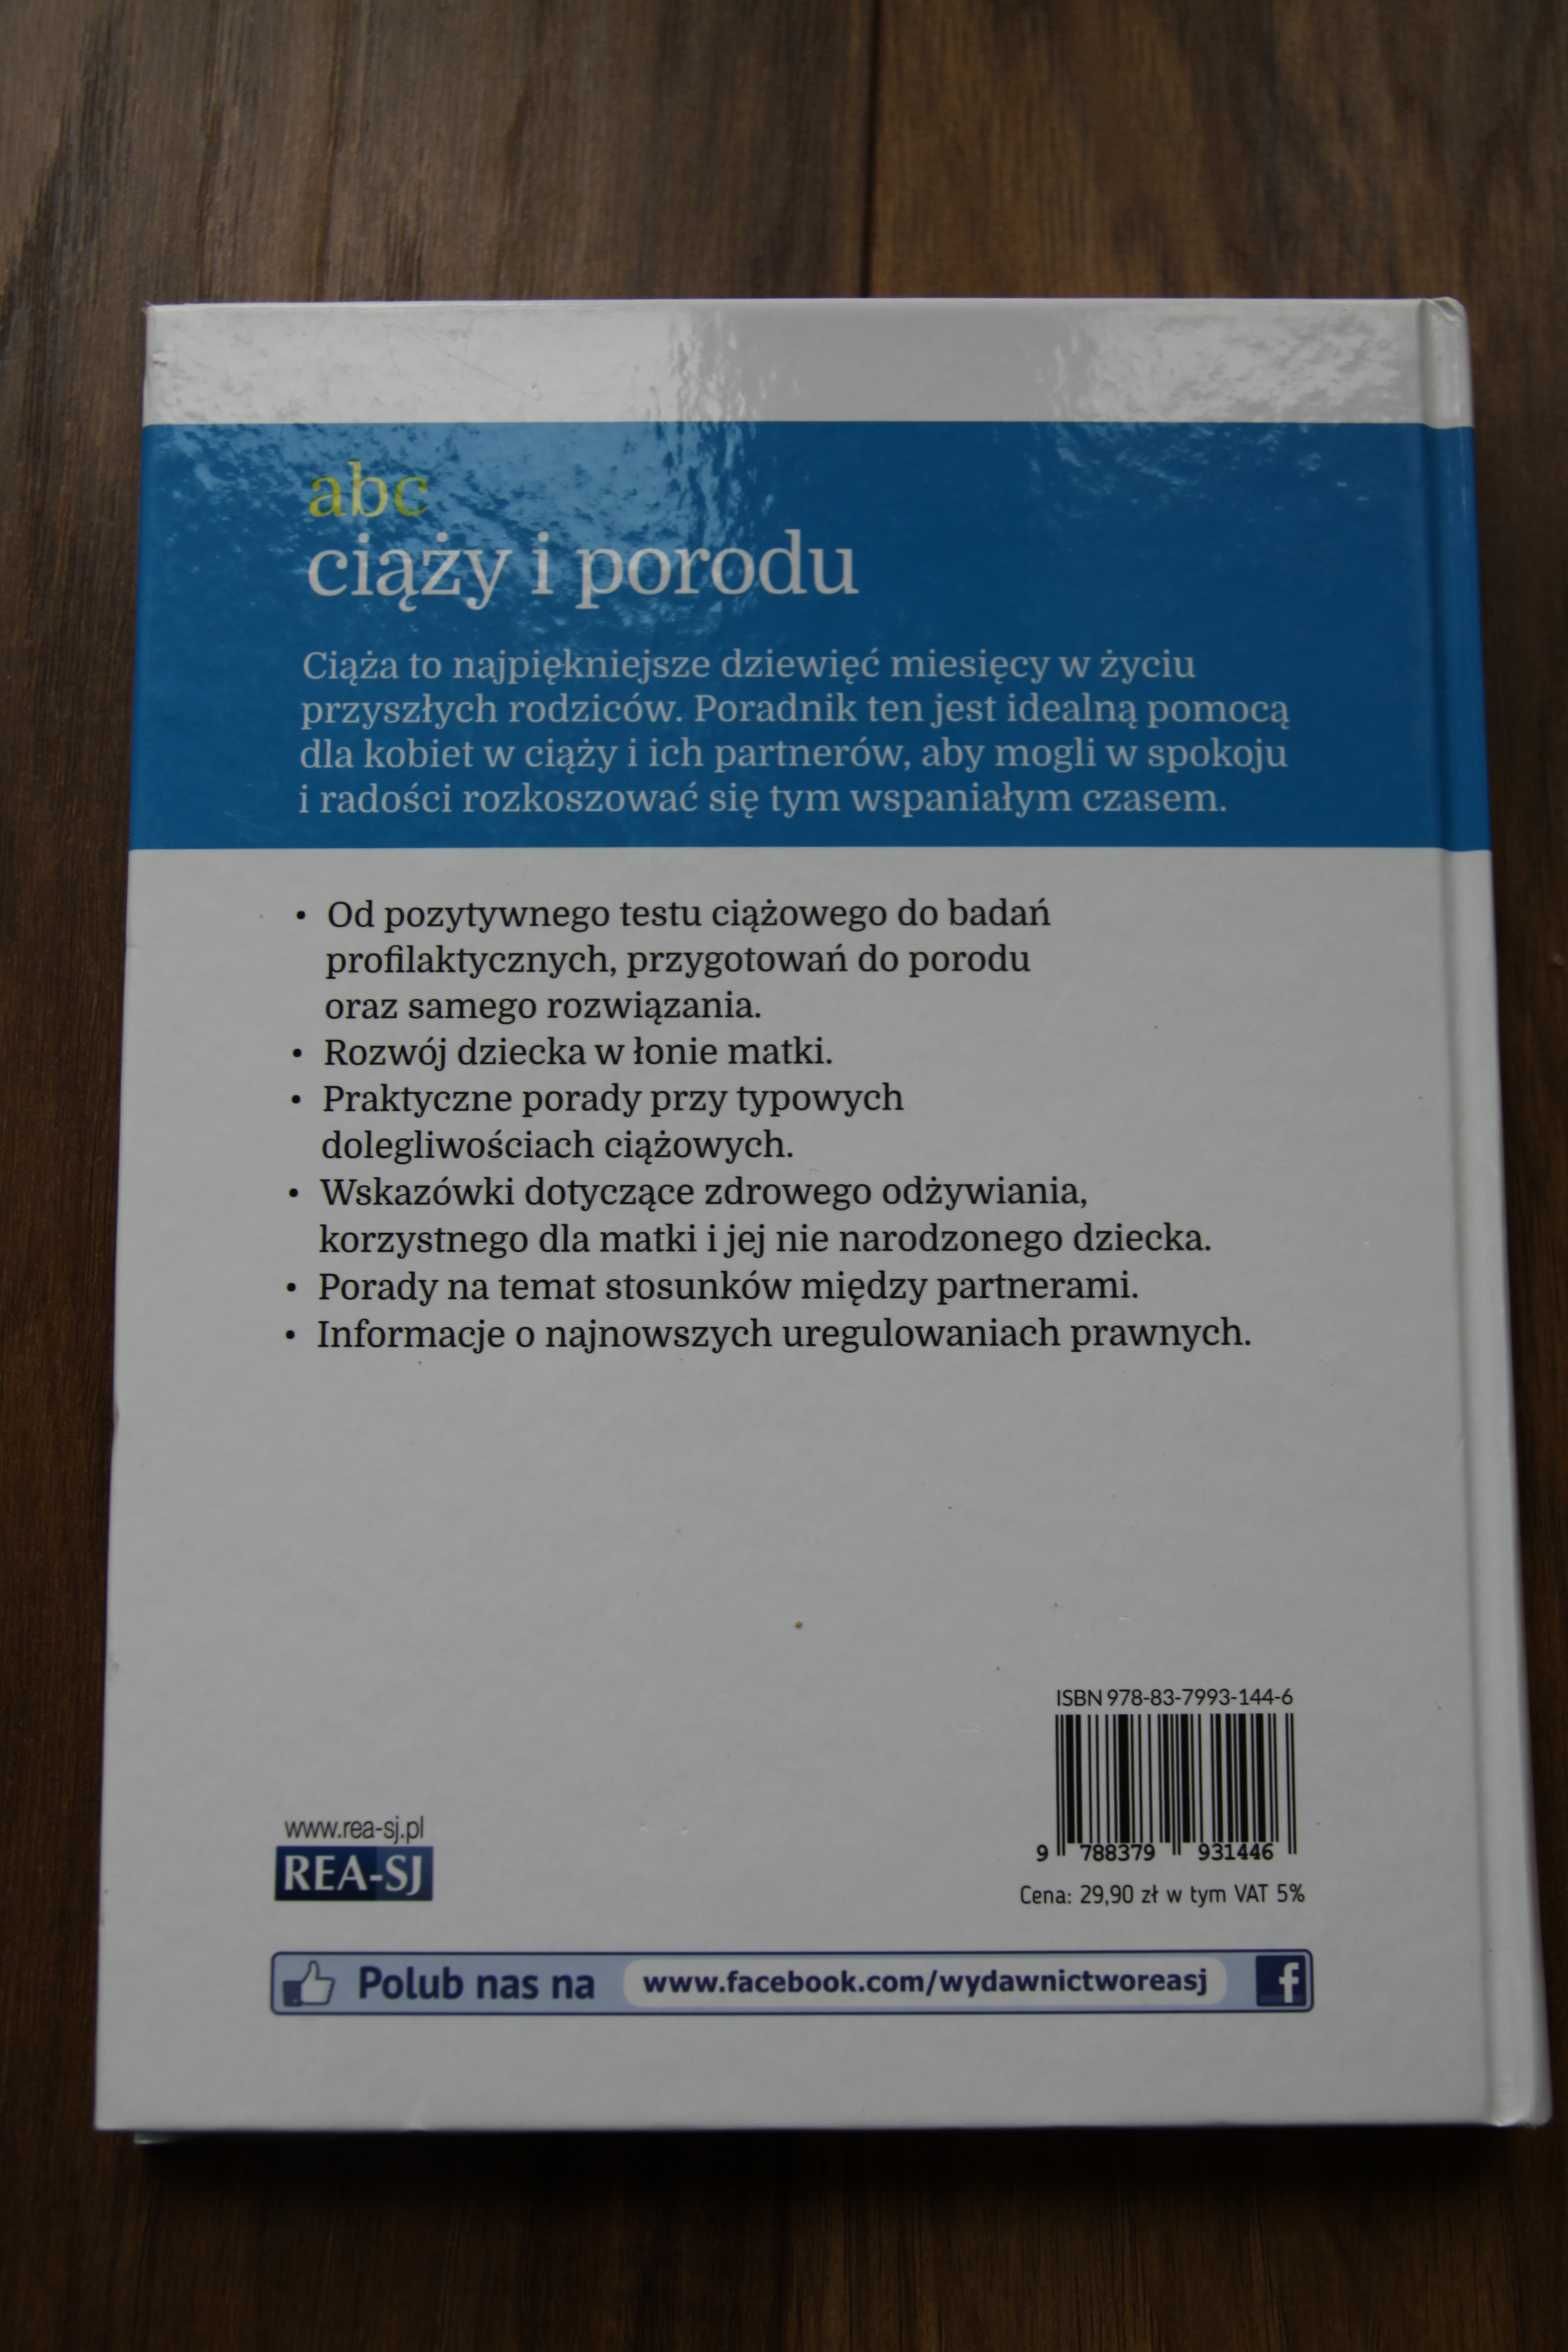 abc
ciąży i porodu
Ciąża to najpiękniejsze dziewięć miesięcy w życiu
przyszłych rodziców. Poradnik ten jest idealną pomocą
dla kobiet w ciąży i ich partnerów, aby mogli w spokoju
i radości rozkoszować się tym wspaniałym czasem.
• Od pozytywnego testu ciążowego do badań
profilaktycznych, przygotowań do porodu
oraz samego rozwiązania.
• Rozwój dziecka w łonie matki.
• Praktyczne porady przy typowych
dolegliwościach ciążowych.
• Wskazówki dotyczące zdrowego odżywiania,
korzystnego dla matki i jej nie narodzonego dziecka.
• Porady na temat stosunków między partnerami.
• Informacje o najnowszych uregulowaniach prawnych.
ISBN 978-83-7993-144-6
9 788379 931446
Cena: 29,90 zł w tym VAT 5%
www.rea-sj.pl
REA-SJ
Polub nas na www.facebook.com/wydawnictworeasj f